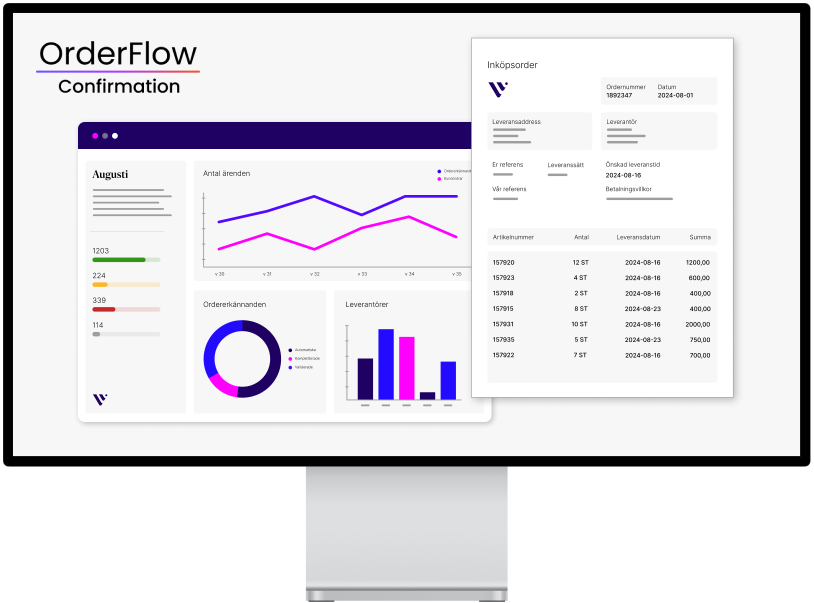 OrderFlow
Confirmation
Augusti
1203
224
339
114
Antal ärenden
v 30 v 31 v 32 v 33 v 34 v 35
Ordererkännanden
Automatiska
Kompletterade
Validerade
Leverantörer
Inköpsorder
Ordernummer Datum
1892347 2024-08-01
Leveransaddress Leverantör
Er referens Leveranssätt Önskad leveranstid
2024-08-16
Vår referens Betalningsvillkor
Artikelnummer Antal Leveransdatum Summa
157920 12 ST 2024-08-16 1200,00
157923 4 ST 2024-08-16 600,00
157918 2 ST 2024-08-16 400,00
157915 8 ST 2024-08-23 400,00
157931 10 ST 2024-08-16 2000,00
157935 5 ST 2024-08-23 750,00
157922 7 ST 2024-08-16 700,00